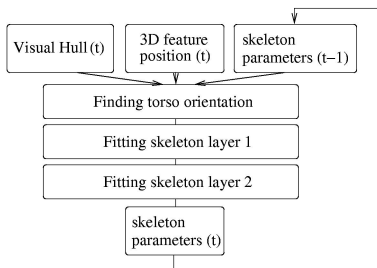 Visual Hull (t)
3D feature
position (t)
skeleton
parameters (t−1)
Finding torso orientation
Fitting skeleton layer 1
Fitting skeleton layer 2
skeleton
parameters (t)